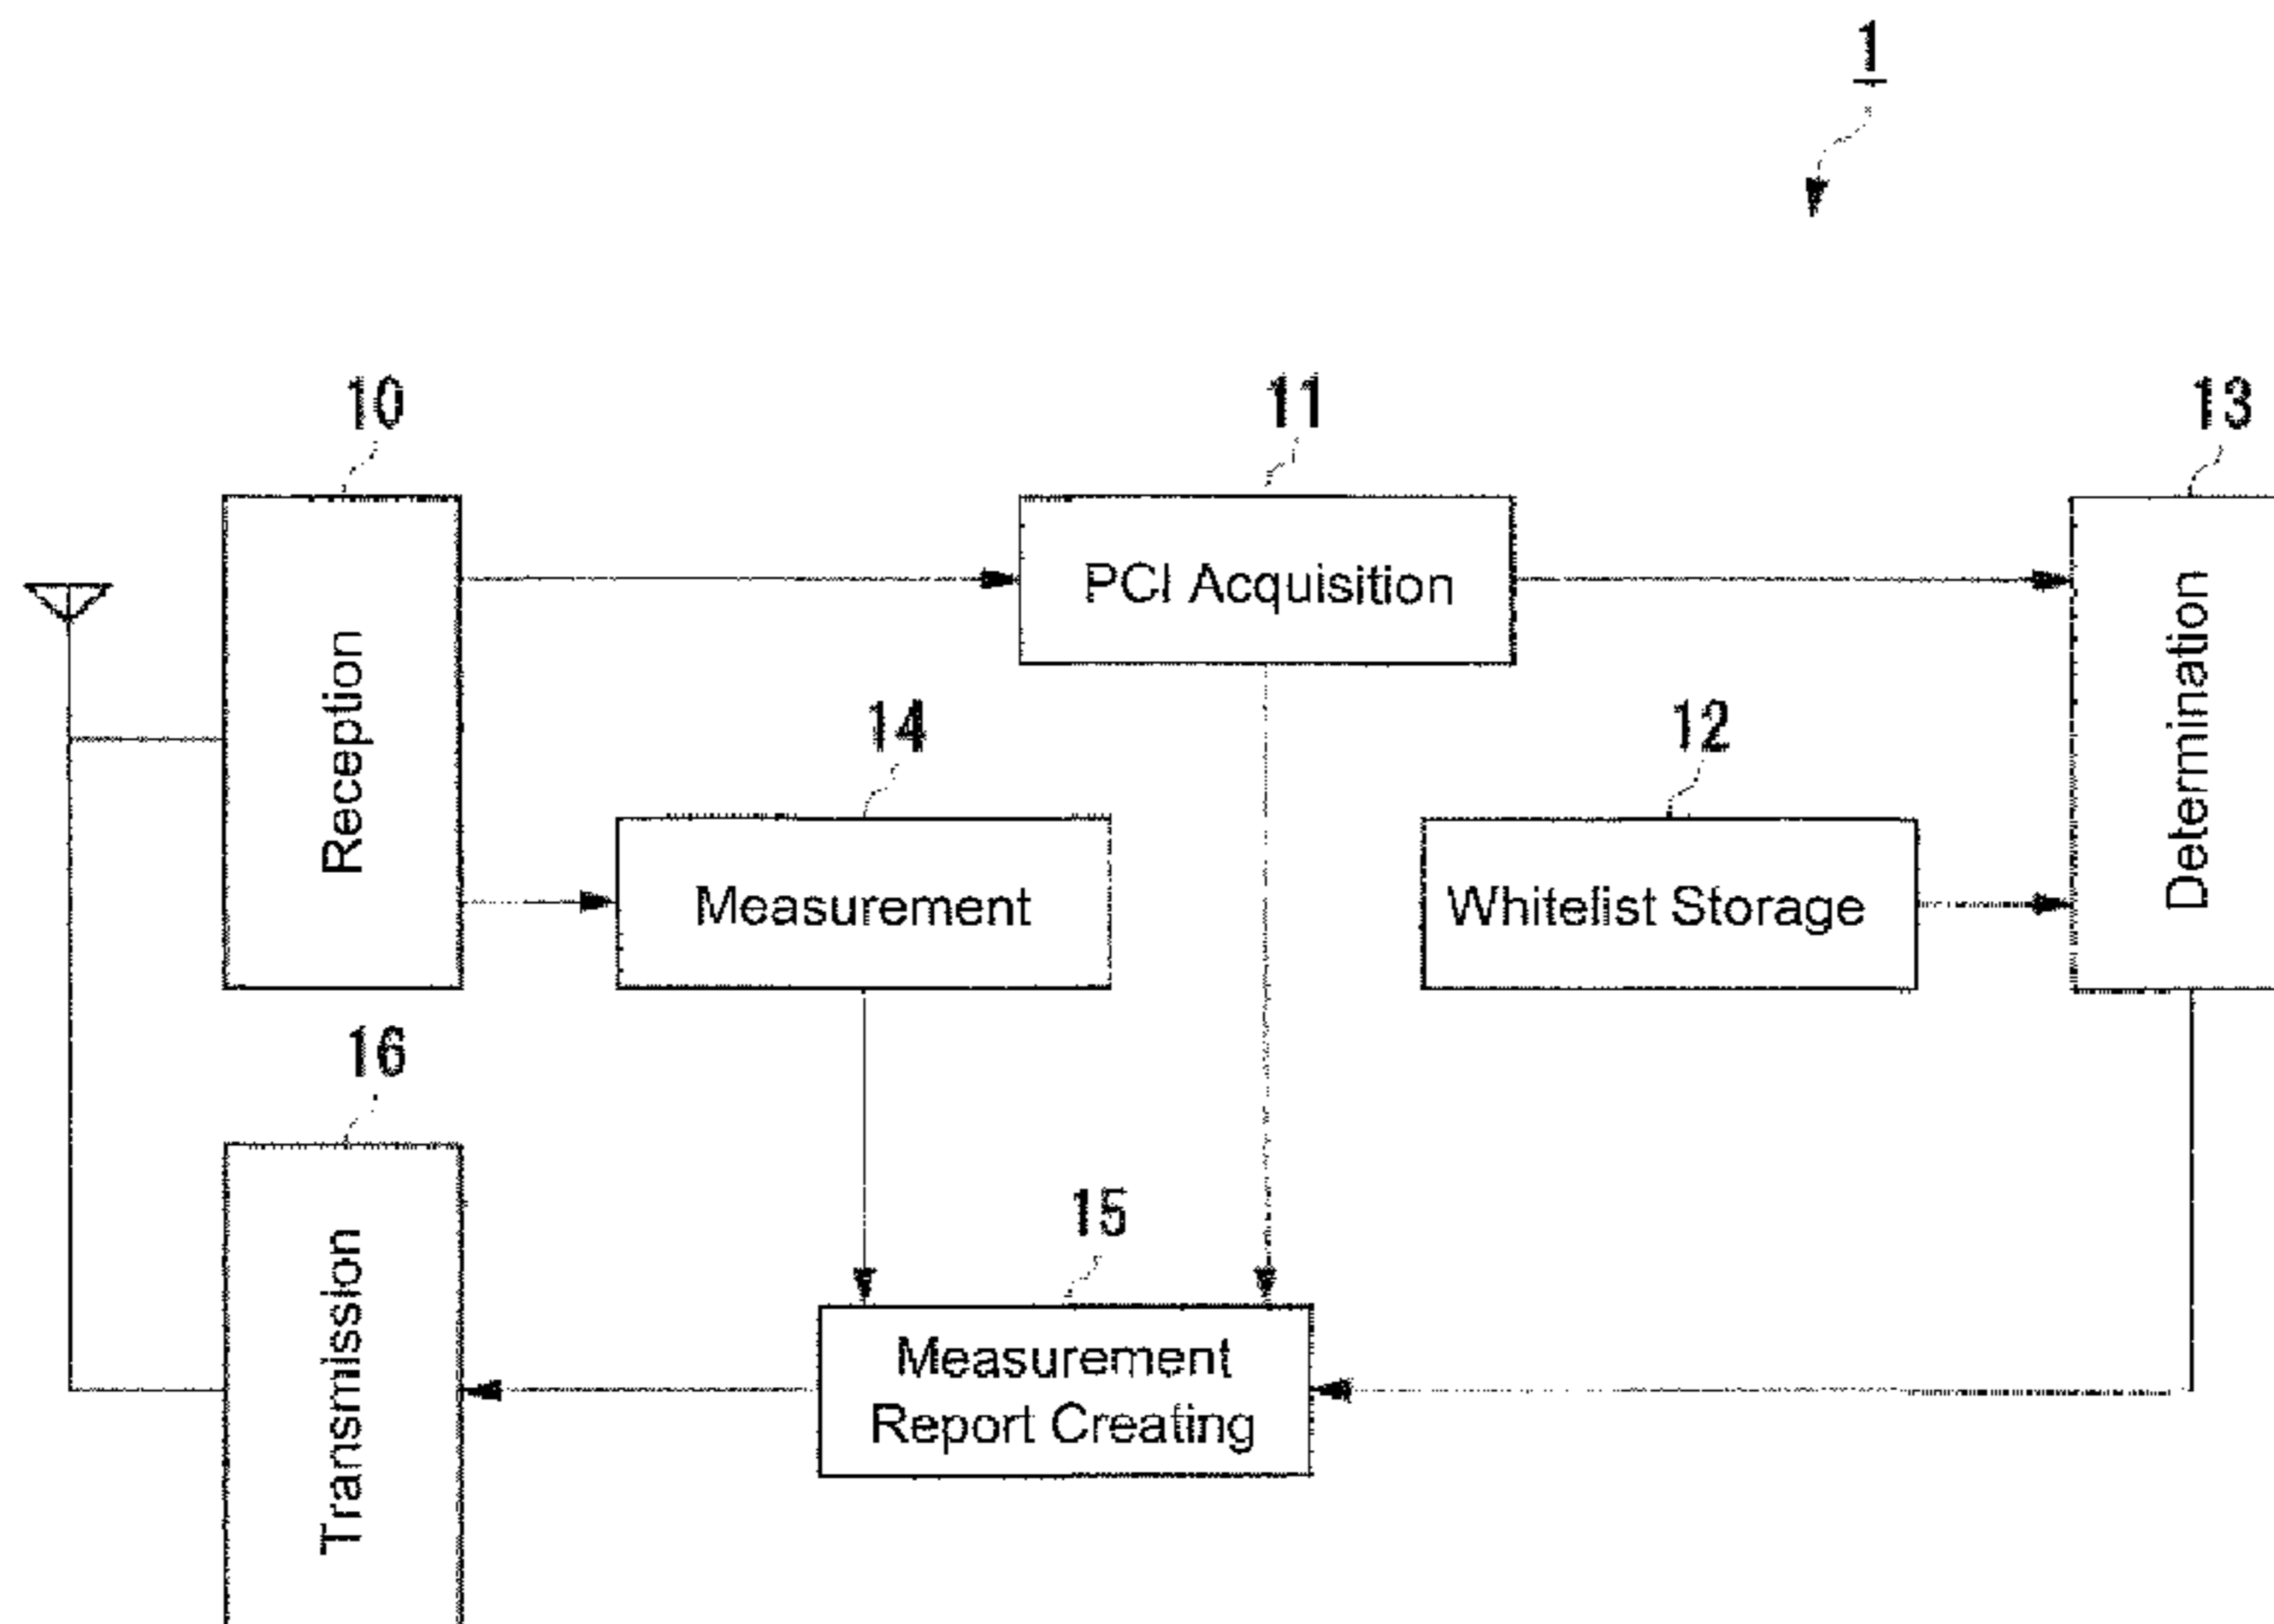 1
10
11
13
PCI Acquisition
Reception
Determination
14
12
Measurement
Whitelist Storage
16
15
Transmission
Measurement
Report Creating